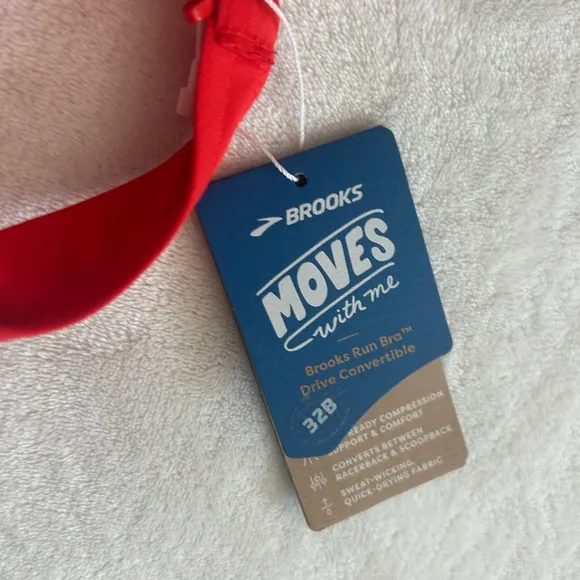 BROOKS
MOVES
with me
Brooks Run Bra™
Drive Convertible
32B
READY COMPRESSION
SUPPORT & COMFORT
CONVERTS BETWEEN
RACERBACK & SCOOPBACK
SWEAT-WICKING,
QUICK-DRYING FABRIC